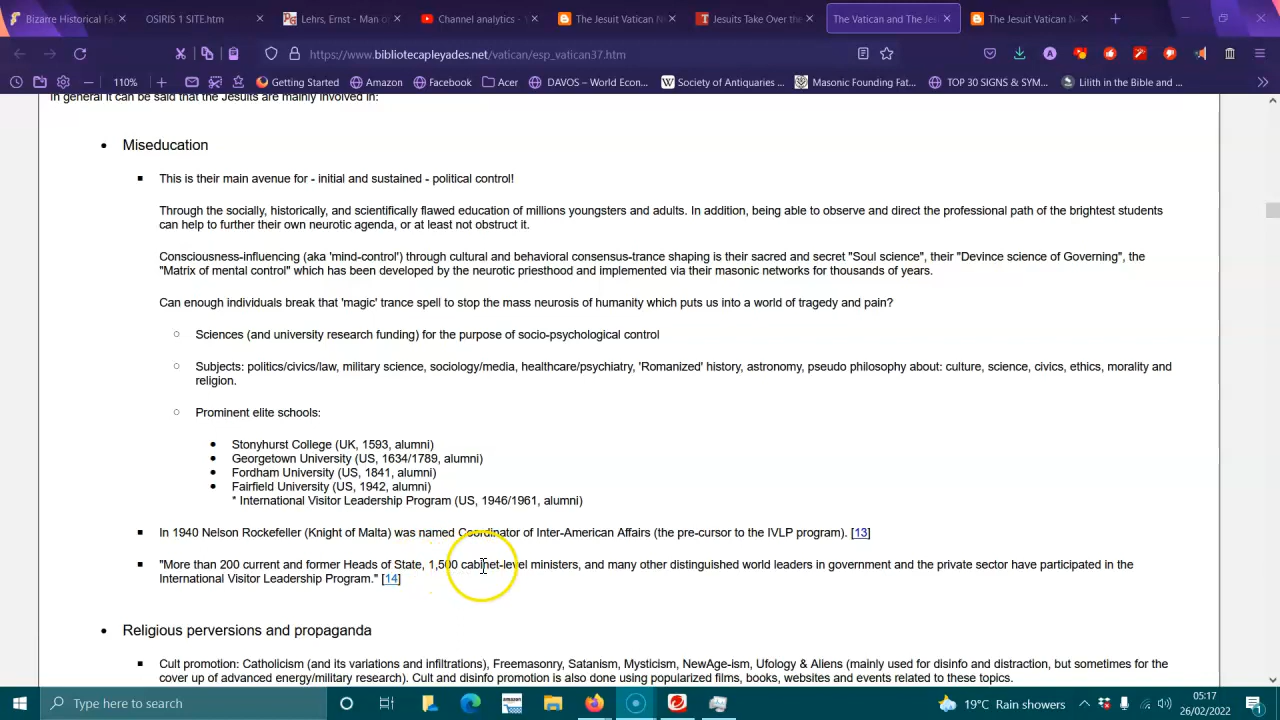 Bizarre Historical Fa
OSIRIS 1 SITE.htm
Lehrs, Ernst - Man o
Channel analytics -
The Jesuit Vatican N
Jesuits Take Over the
The Vatican and The Jes
The Jesuit Vatican N
https://www.bibliotecapleyades.net/vatican/esp_vatican37.htm
110%
Getting Started
Amazon
Facebook
Acer
DAVOS – World Econ...
Society of Antiquaries ...
Masonic Founding Fat...
TOP 30 SIGNS & SYM...
Lilith in the Bible and ...
In general it can be said that the Jesuits are mainly involved in:
• Miseducation
▪ This is their main avenue for - initial and sustained - political control!
Through the socially, historically, and scientifically flawed education of millions youngsters and adults. In addition, being able to observe and direct the professional path of the brightest students
can help to further their own neurotic agenda, or at least not obstruct it.
Consciousness-influencing (aka 'mind-control') through cultural and behavioral consensus-trance shaping is their sacred and secret "Soul science", their "Devince science of Governing", the
"Matrix of mental control" which has been developed by the neurotic priesthood and implemented via their masonic networks for thousands of years.
Can enough individuals break that 'magic' trance spell to stop the mass neurosis of humanity which puts us into a world of tragedy and pain?
○ Sciences (and university research funding) for the purpose of socio-psychological control
○ Subjects: politics/civics/law, military science, sociology/media, healthcare/psychiatry, 'Romanized' history, astronomy, pseudo philosophy about: culture, science, civics, ethics, morality and
religion.
○ Prominent elite schools:
• Stonyhurst College (UK, 1593, alumni)
• Georgetown University (US, 1634/1789, alumni)
• Fordham University (US, 1841, alumni)
• Fairfield University (US, 1942, alumni)
* International Visitor Leadership Program (US, 1946/1961, alumni)
▪ In 1940 Nelson Rockefeller (Knight of Malta) was named Coordinator of Inter-American Affairs (the pre-cursor to the IVLP program). [13]
▪ "More than 200 current and former Heads of State, 1,500 cabinet-level ministers, and many other distinguished world leaders in government and the private sector have participated in the
International Visitor Leadership Program." [14]
• Religious perversions and propaganda
▪ Cult promotion: Catholicism (and its variations and infiltrations), Freemasonry, Satanism, Mysticism, NewAge-ism, Ufology & Aliens (mainly used for disinfo and distraction, but sometimes for the
cover up of advanced energy/military research). Cult and disinfo promotion is also done using popularized films, books, websites and events related to these topics.
Type here to search
19°C Rain showers
05:17
26/02/2022